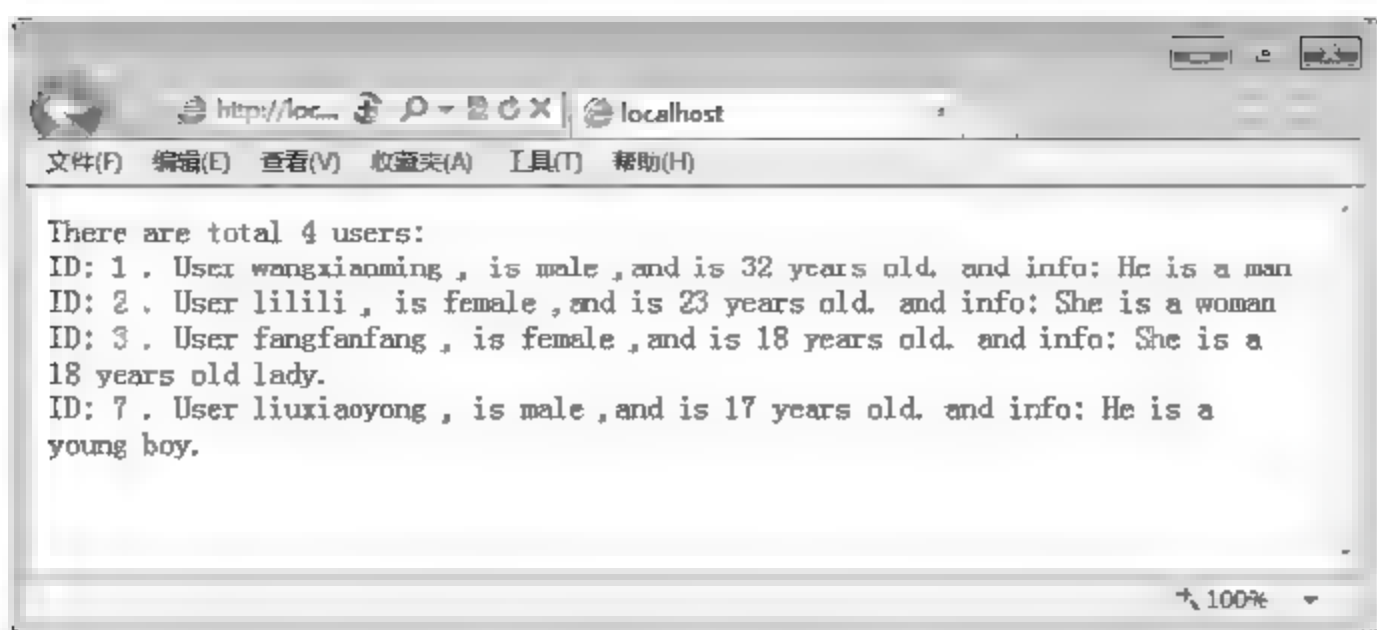 http://loc... localhost
文件(F) 编辑(E) 查看(V) 收藏夹(A) 工具(T) 帮助(H)
There are total 4 users:
ID: 1 . User wangxiaoming , is male ,and is 32 years old. and info: He is a man
ID: 2 . User lilili , is female ,and is 23 years old. and info: She is a woman
ID: 3 . User fangfanfang , is female ,and is 18 years old. and info: She is a
18 years old lady.
ID: 7 . User liuxiaoyong , is male ,and is 17 years old. and info: He is a
young boy.
100%